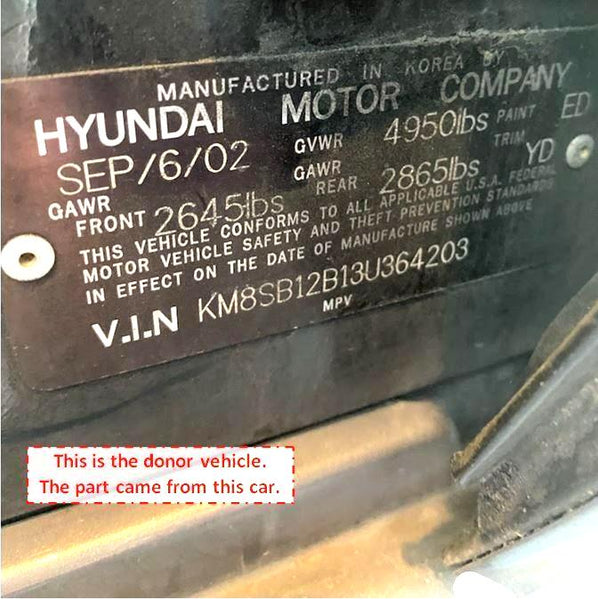 MANUFACTURED IN KOREA BY
HYUNDAI MOTOR COMPANY
SEP/6/02 GVWR 4950lbs PAINT ED
GAWR FRONT 2645lbs GAWR REAR 2865lbs TRIM YD
THIS VEHICLE CONFORMS TO ALL APPLICABLE U.S.A. FEDERAL
MOTOR VEHICLE SAFETY AND THEFT PREVENTION STANDARDS
IN EFFECT ON THE DATE OF MANUFACTURE SHOWN ABOVE
V.I.N KM8SB12B13U364203
MPV
This is the donor vehicle.
The part came from this car.